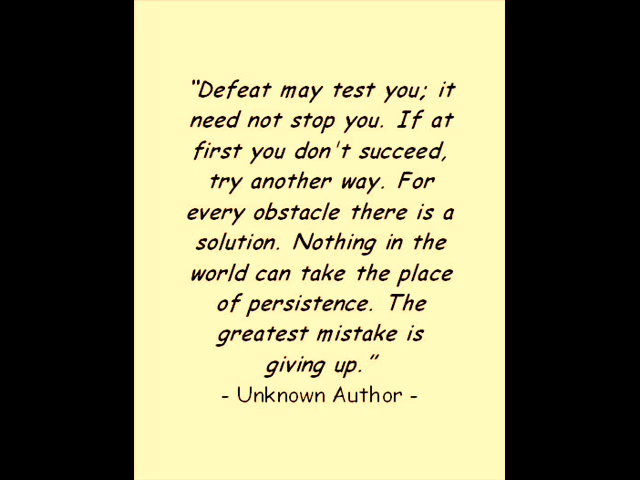 “Defeat may test you; it
need not stop you. If at
first you don't succeed,
try another way. For
every obstacle there is a
solution. Nothing in the
world can take the place
of persistence. The
greatest mistake is
giving up.”
- Unknown Author -